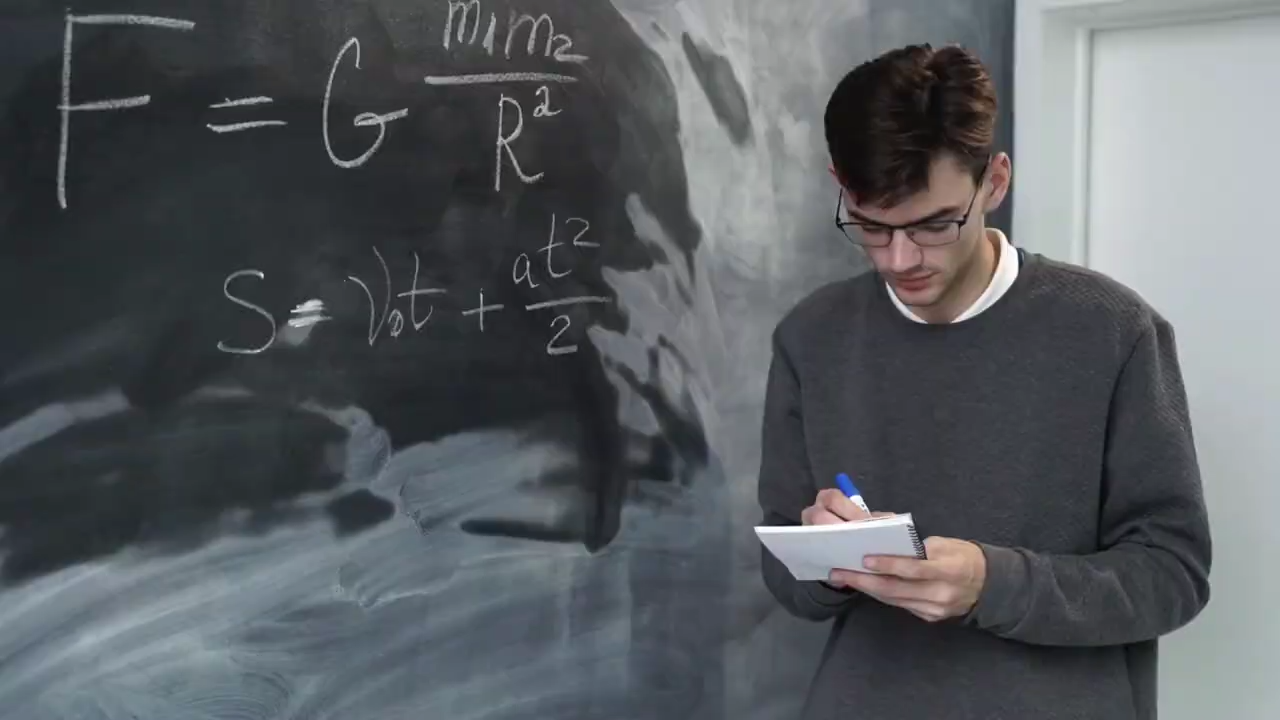 F = G m₁m₂/R²
S = V₀t + at²/2